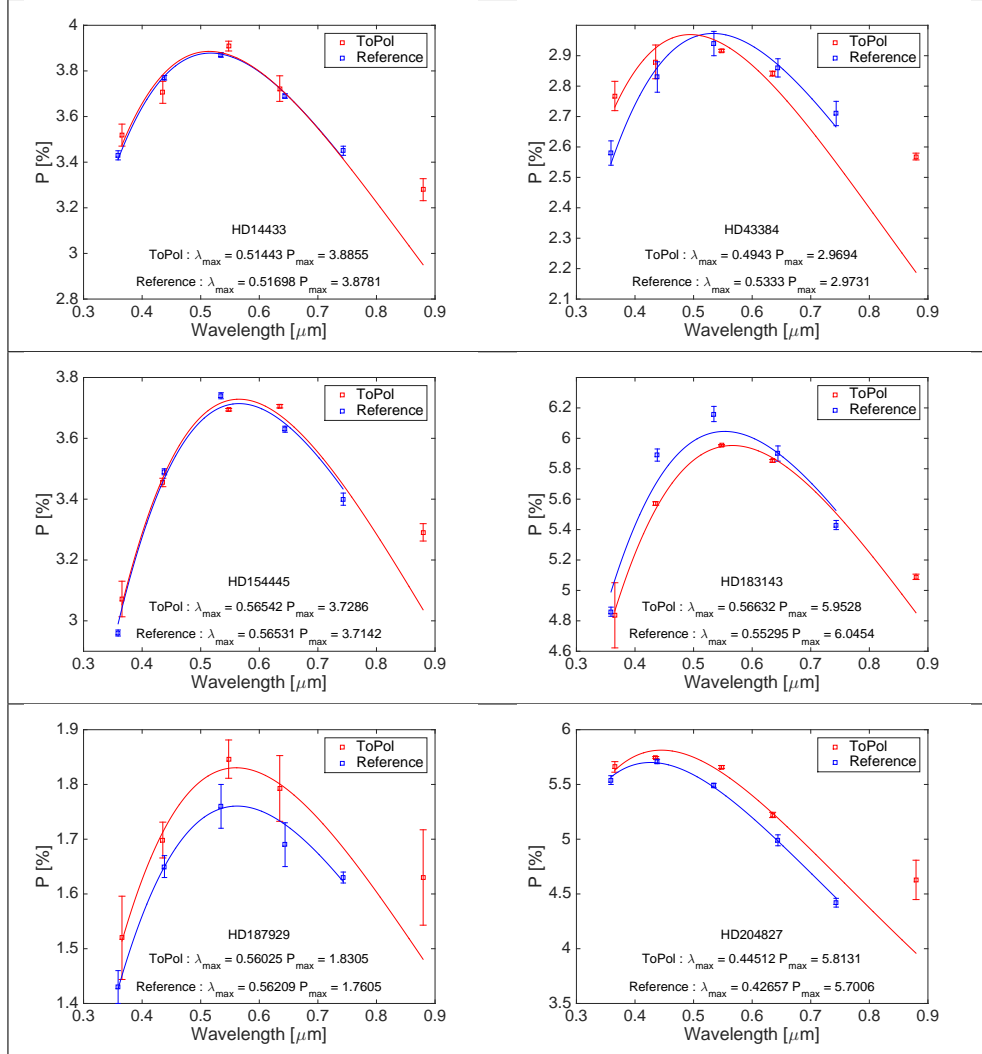 4
3.8
3.6
3.4
3.2
3
2.8
P [%]
ToPol
Reference
HD14433
ToPol : λmax = 0.51443 Pmax = 3.8855
Reference : λmax = 0.51698 Pmax = 3.8781
0.3 0.4 0.5 0.6 0.7 0.8 0.9
Wavelength [μm]
2.9
2.8
2.7
2.6
2.5
2.4
2.3
2.2
2.1
P [%]
ToPol
Reference
HD43384
ToPol : λmax = 0.4943 Pmax = 2.9694
Reference : λmax = 0.5333 Pmax = 2.9731
0.3 0.4 0.5 0.6 0.7 0.8 0.9
Wavelength [μm]
3.8
3.6
3.4
3.2
3
P [%]
ToPol
Reference
HD154445
ToPol : λmax = 0.56542 Pmax = 3.7286
Reference : λmax = 0.56531 Pmax = 3.7142
0.3 0.4 0.5 0.6 0.7 0.8 0.9
Wavelength [μm]
6.2
6
5.8
5.6
5.4
5.2
5
4.8
4.6
P [%]
ToPol
Reference
HD183143
ToPol : λmax = 0.56632 Pmax = 5.9528
Reference : λmax = 0.55295 Pmax = 6.0454
0.3 0.4 0.5 0.6 0.7 0.8 0.9
Wavelength [μm]
1.9
1.8
1.7
1.6
1.5
1.4
P [%]
ToPol
Reference
HD187929
ToPol : λmax = 0.56025 Pmax = 1.8305
Reference : λmax = 0.56209 Pmax = 1.7605
0.3 0.4 0.5 0.6 0.7 0.8 0.9
Wavelength [μm]
6
5.5
5
4.5
4
3.5
P [%]
ToPol
Reference
HD204827
ToPol : λmax = 0.44512 Pmax = 5.8131
Reference : λmax = 0.42657 Pmax = 5.7006
0.3 0.4 0.5 0.6 0.7 0.8 0.9
Wavelength [μm]